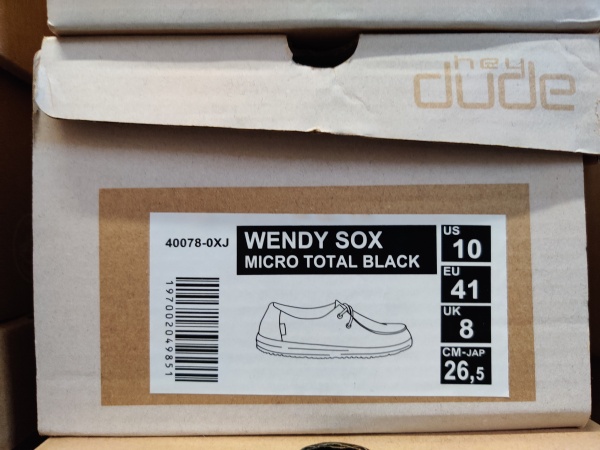 hey
dude
40078-0XJ
WENDY SOX
MICRO TOTAL BLACK
197002049851
US
10
EU
41
UK
8
CM-JAP
26,5